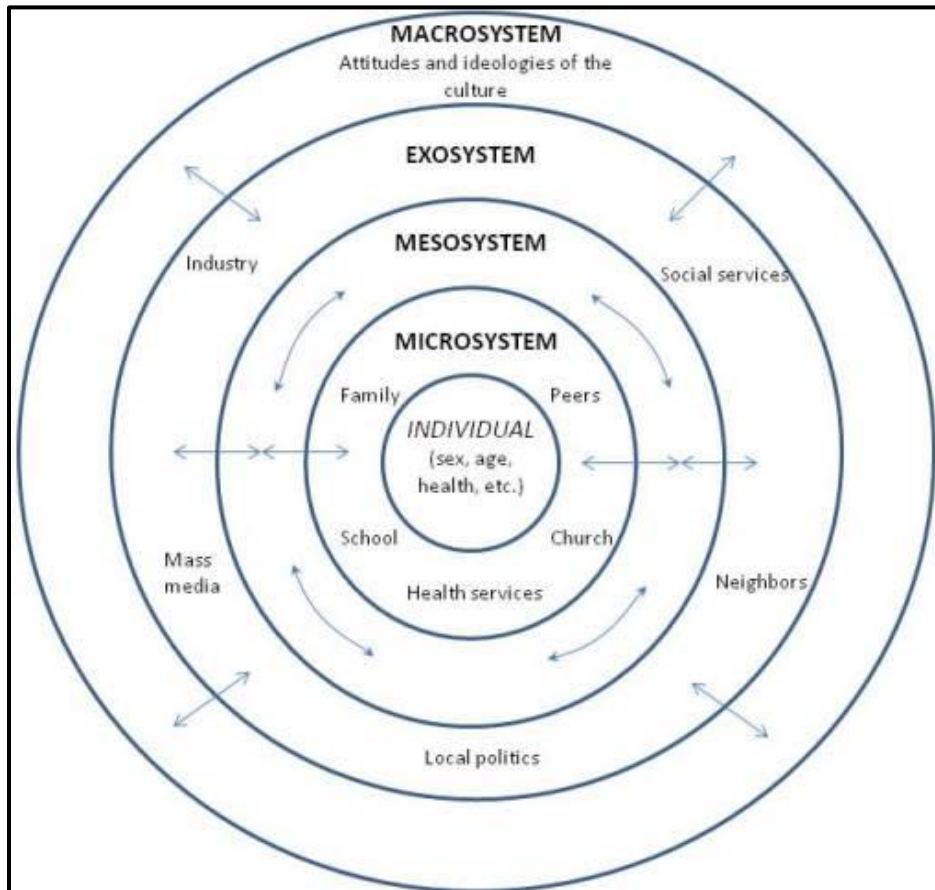 MACROSYSTEM
Attitudes and ideologies of the
culture
EXOSYSTEM
Industry
Social services
MESOSYSTEM
MICROSYSTEM
Family
Peers
INDIVIDUAL
(sex, age,
health, etc.)
School
Church
Health services
Mass
media
Neighbors
Local politics